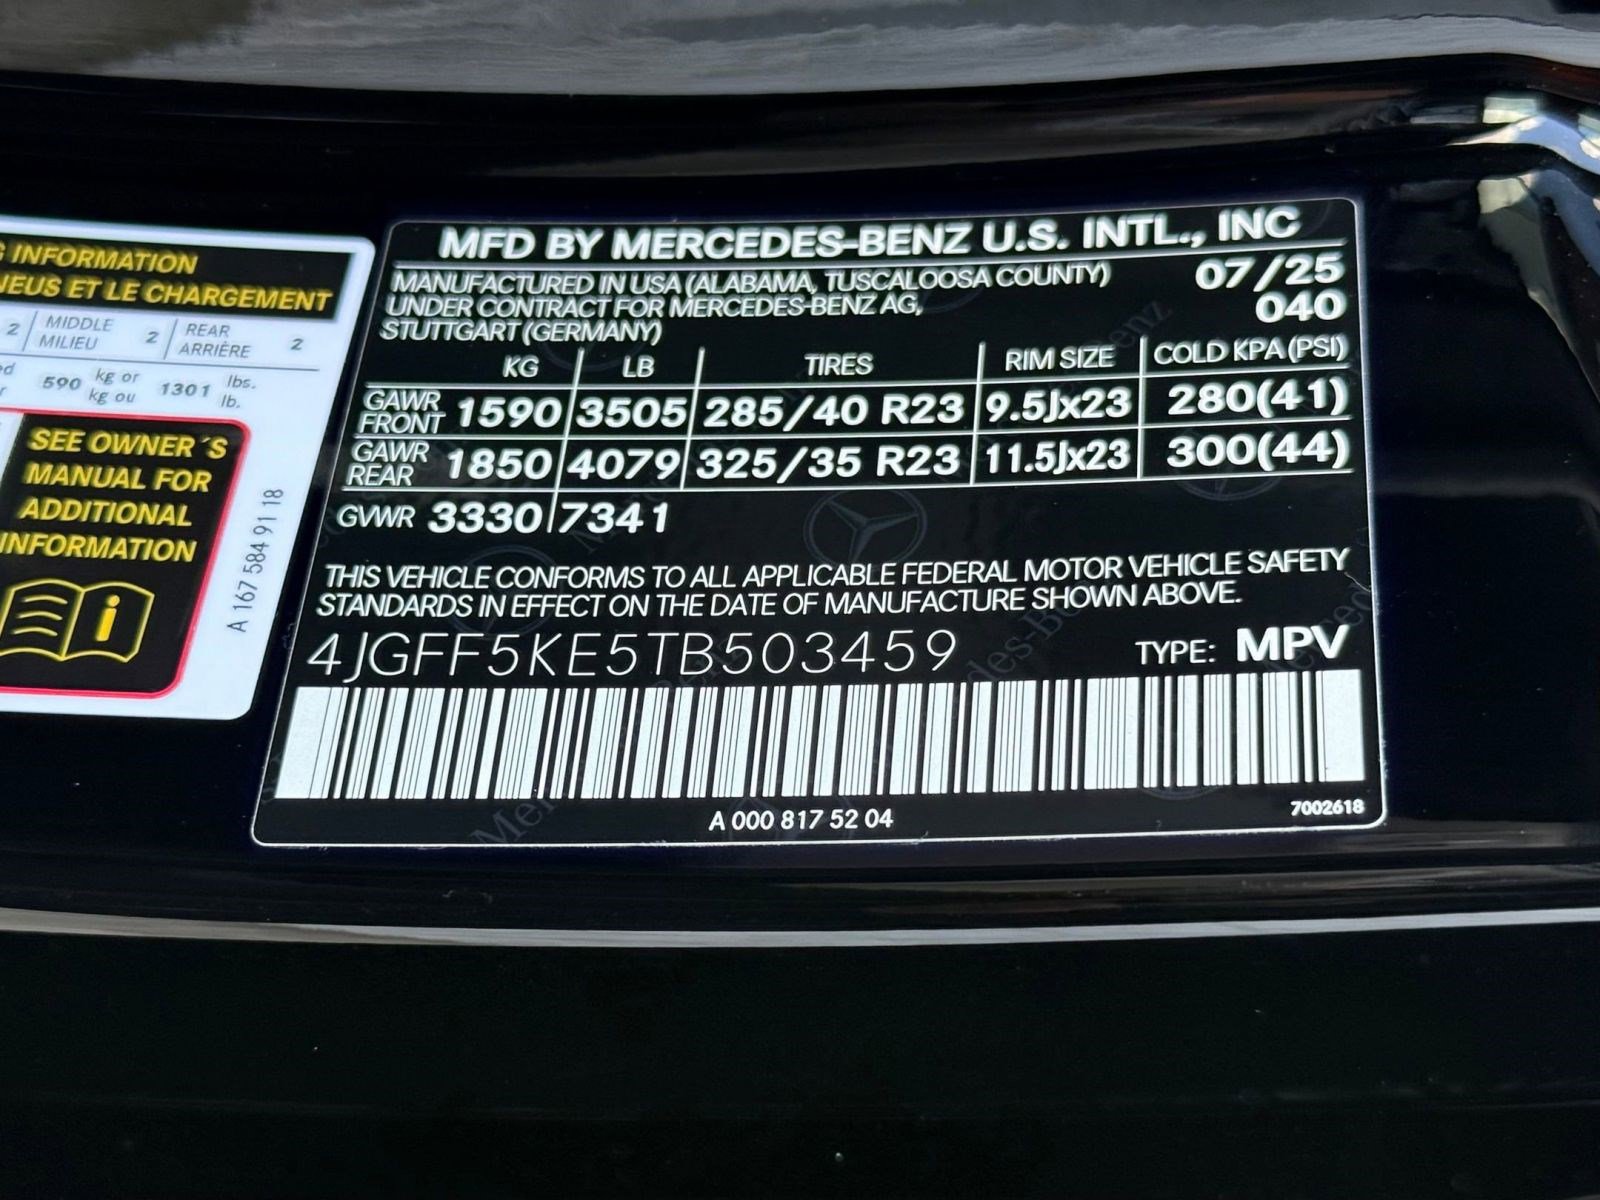 G INFORMATION
NEUS ET LE CHARGEMENT
2 MIDDLE MILIEU 2 REAR ARRIÈRE 2
590 kg or kg ou 1301 lbs. lb.
SEE OWNER´S
MANUAL FOR
ADDITIONAL
INFORMATION
A 167 584 91 18
MFD BY MERCEDES-BENZ U.S. INTL., INC
MANUFACTURED IN USA (ALABAMA, TUSCALOOSA COUNTY) 07/25
UNDER CONTRACT FOR MERCEDES-BENZ AG, 040
STUTTGART (GERMANY)
KG LB TIRES RIM SIZE COLD KPA (PSI)
GAWR FRONT 1590 3505 285/40 R23 9.5Jx23 280(41)
GAWR REAR 1850 4079 325/35 R23 11.5Jx23 300(44)
GVWR 3330 7341
THIS VEHICLE CONFORMS TO ALL APPLICABLE FEDERAL MOTOR VEHICLE SAFETY
STANDARDS IN EFFECT ON THE DATE OF MANUFACTURE SHOWN ABOVE.
4JGFF5KE5TB503459 TYPE: MPV
A 000 817 52 04
7002618